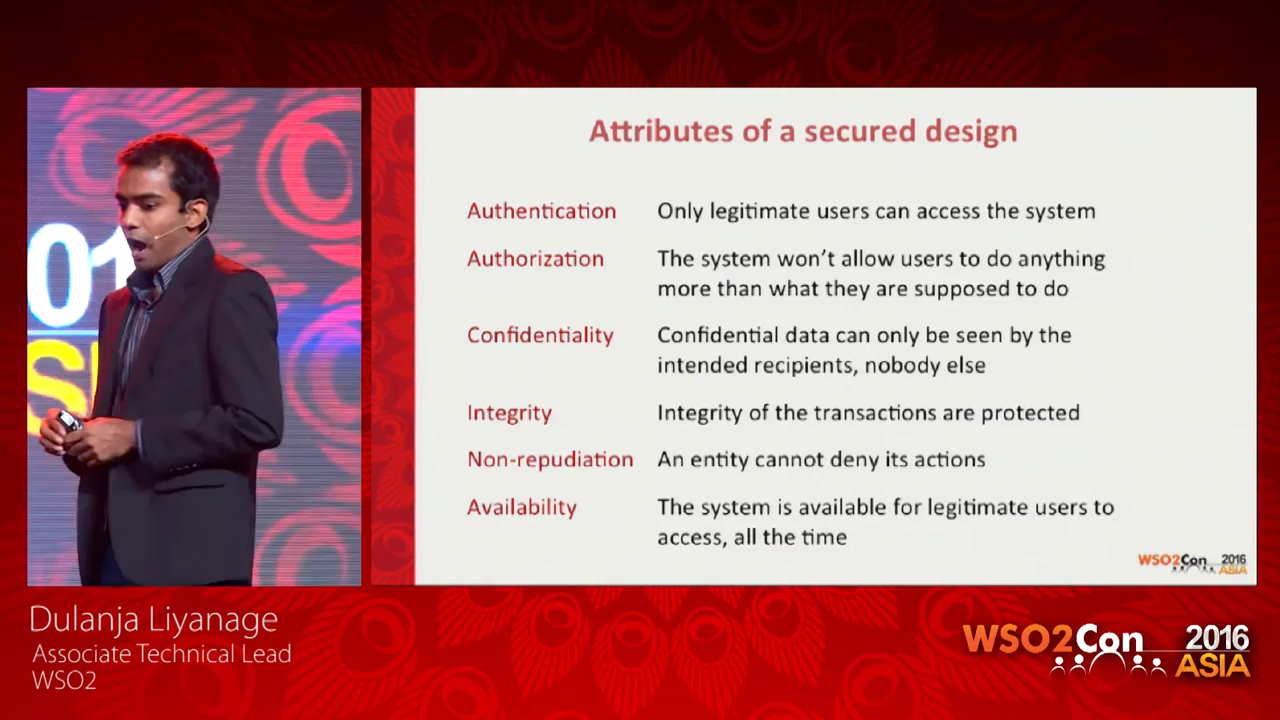 Attributes of a secured design
Authentication Only legitimate users can access the system
Authorization The system won't allow users to do anything
more than what they are supposed to do
Confidentiality Confidential data can only be seen by the
intended recipients, nobody else
Integrity Integrity of the transactions are protected
Non-repudiation An entity cannot deny its actions
Availability The system is available for legitimate users to
access, all the time
WSO2Con 2016
ASIA
01
SI
Dulanja Liyanage
Associate Technical Lead
WSO2
WSO2Con 2016
ASIA